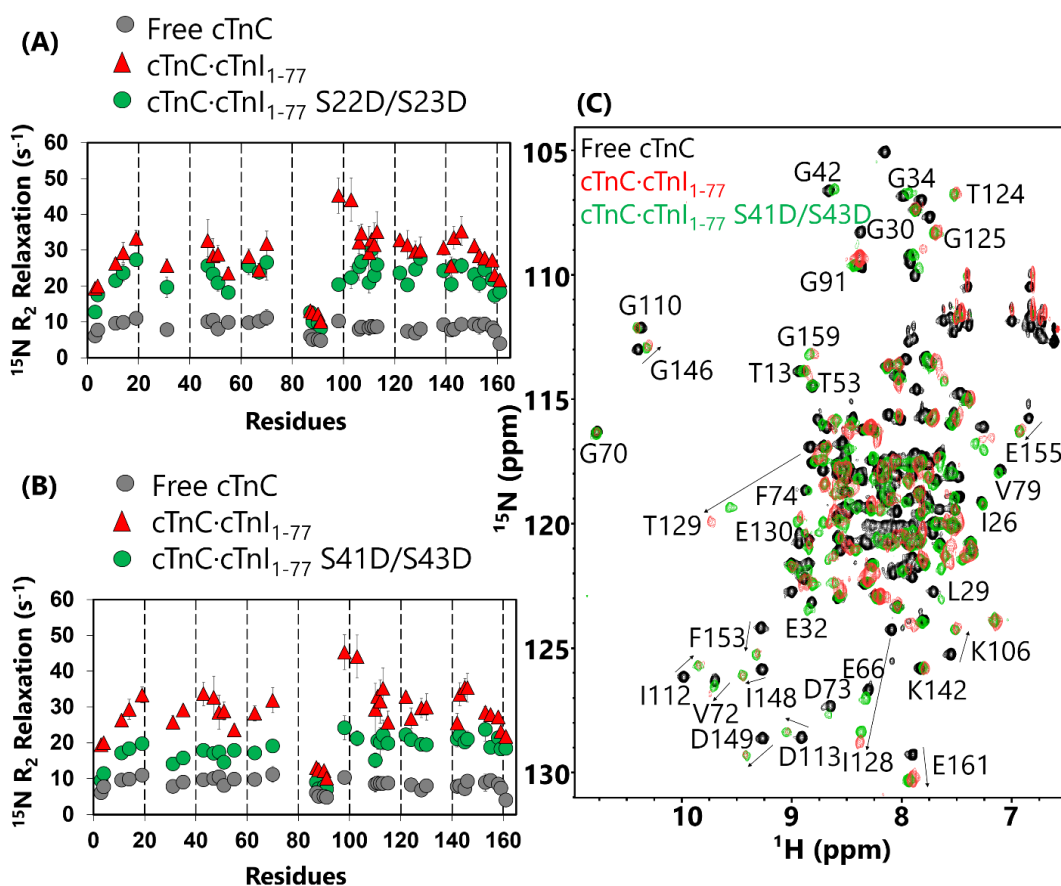 (A)
Free cTnC
cTnC·cTnI1-77
cTnC·cTnI1-77 S22D/S23D
15N R2 Relaxation (s-1)
60
50
40
30
20
10
0
0 20 40 60 80 100 120 140 160
Residues
(B)
Free cTnC
cTnC·cTnI1-77
cTnC·cTnI1-77 S41D/S43D
15N R2 Relaxation (s-1)
60
50
40
30
20
10
0
0 20 40 60 80 100 120 140 160
Residues
(C)
Free cTnC
cTnC·cTnI1-77
cTnC·cTnI1-77 S41D/S43D
105
110
115
120
125
130
15N (ppm)
G42
G34
T124
G30
G125
G91
G110
G159
G146
T13
T53
E155
G70
V79
F74
I26
T129
E130
L29
E32
F153
K106
E66
I112
I148
D73
K142
V72
D149
D113
I128
E161
10 9 8 7
1H (ppm)